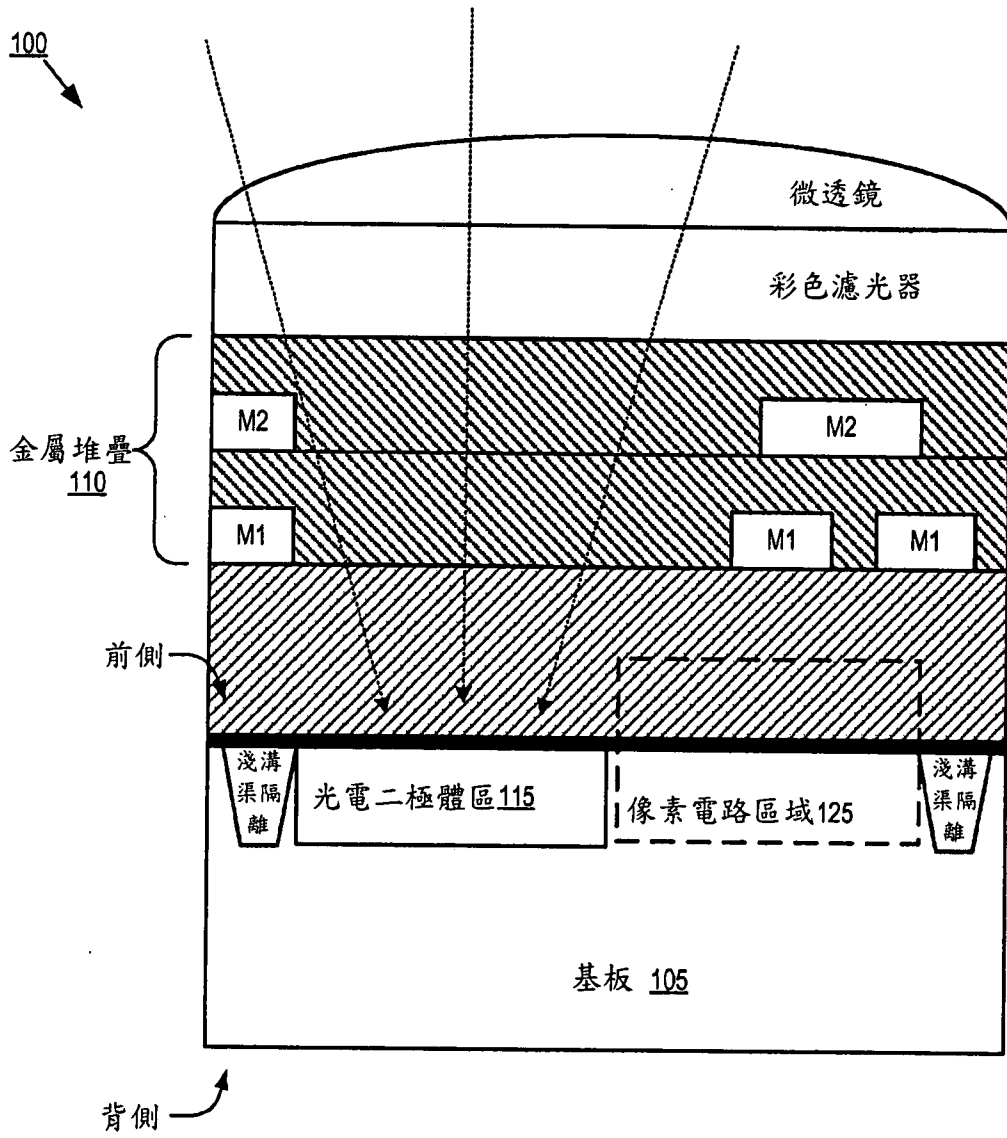 100
微透鏡
彩色濾光器
M2
M2
金屬堆疊
110
M1
M1
M1
前側
淺溝
渠隔
離
光電二極體區115
像素電路區域125
淺溝
渠隔
離
基板 105
背側